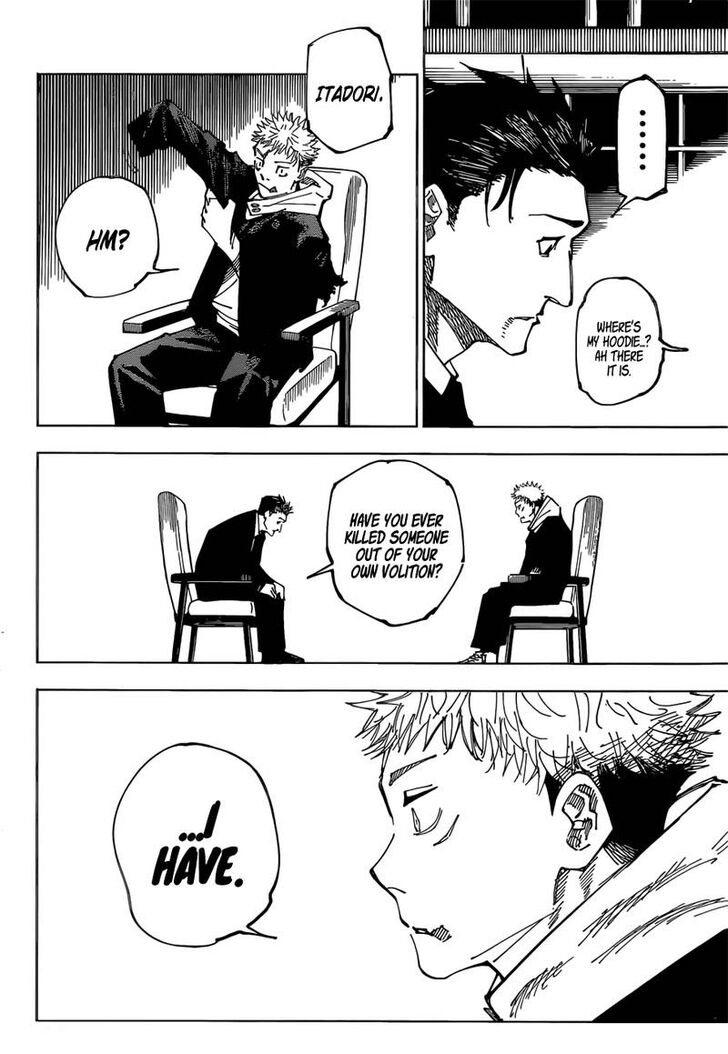 ......
WHERE'S
MY HOODIE..?
AH THERE
IT IS.
ITADORI.
HM?
HAVE YOU EVER
KILLED SOMEONE
OUT OF YOUR
OWN VOLITION?
...I
HAVE.